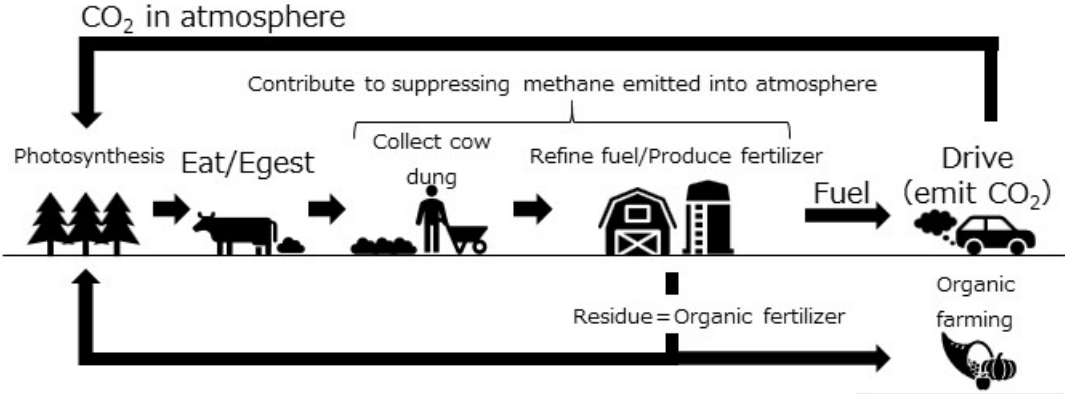 CO₂ in atmosphere
Contribute to suppressing methane emitted into atmosphere
Photosynthesis
Eat/Egest
Collect cow
dung
Refine fuel/Produce fertilizer
Fuel
Drive
(emit CO₂)
Residue=Organic fertilizer
Organic
farming